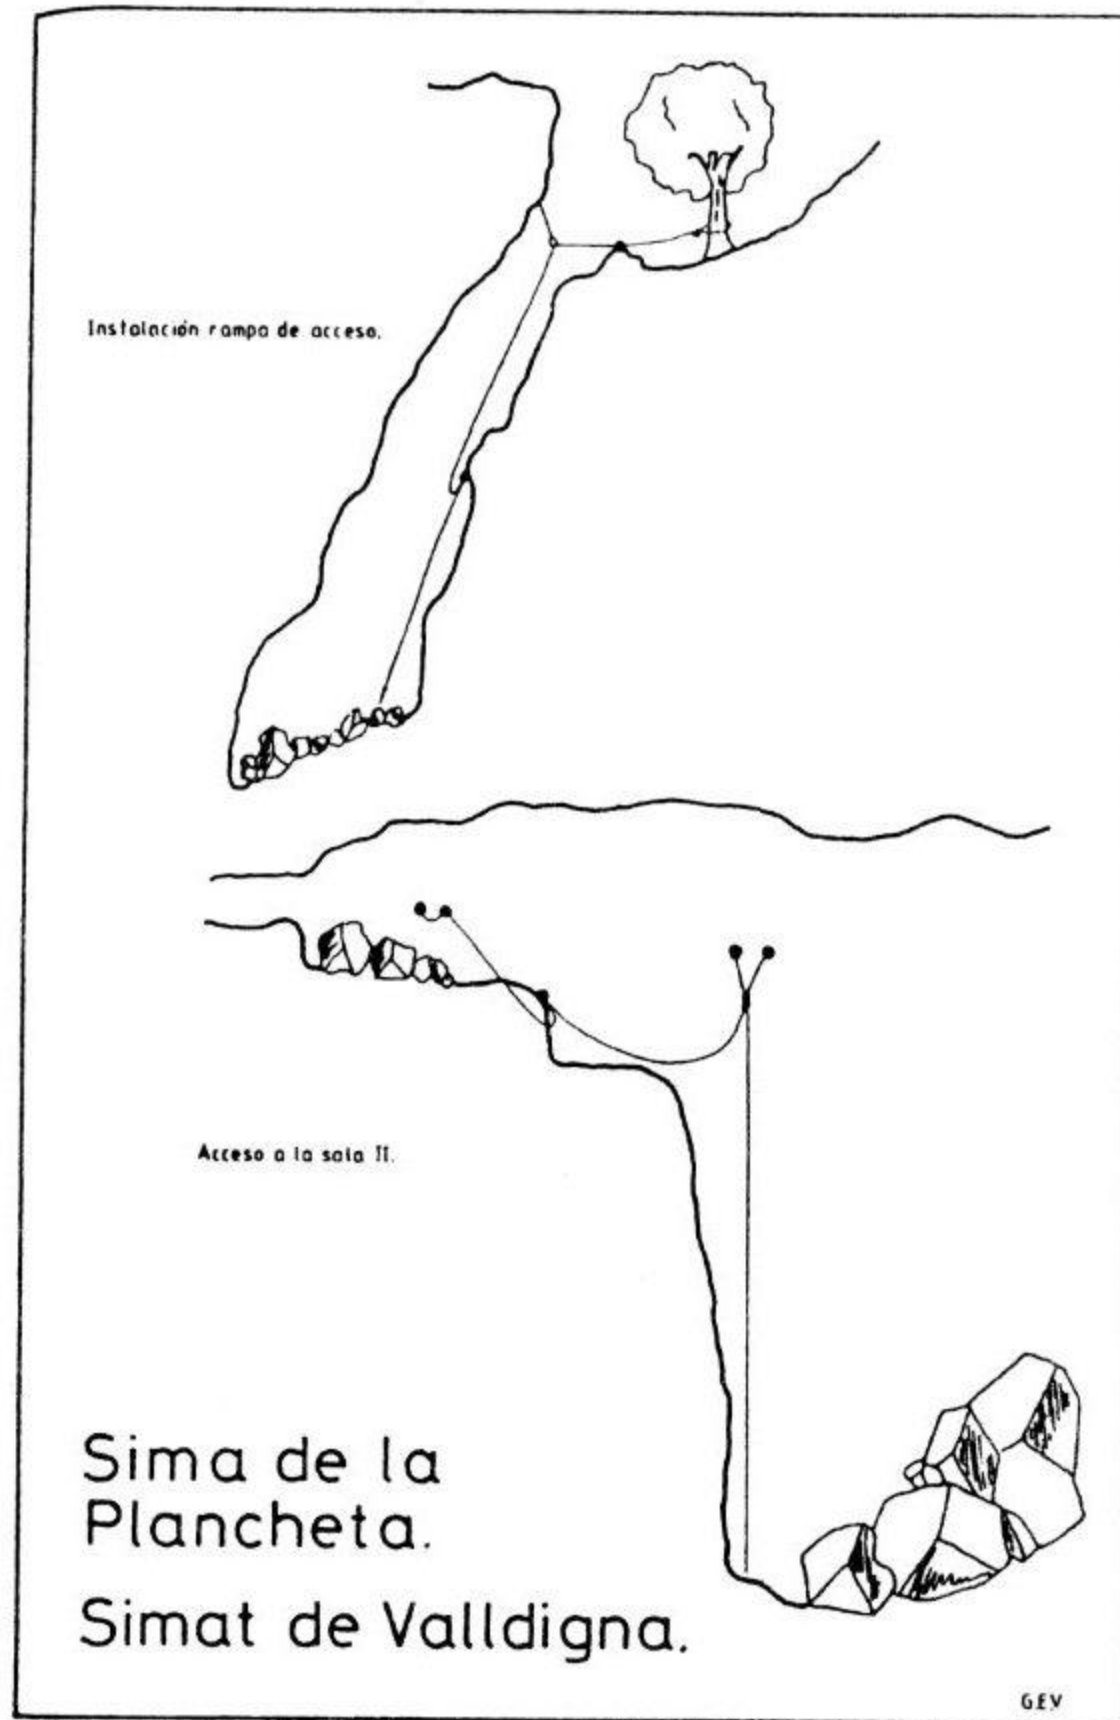 Instalación rampa de acceso.
Acceso a la sala II.
Sima de la
Plancheta.
Simat de Valldigna.
G.E.V